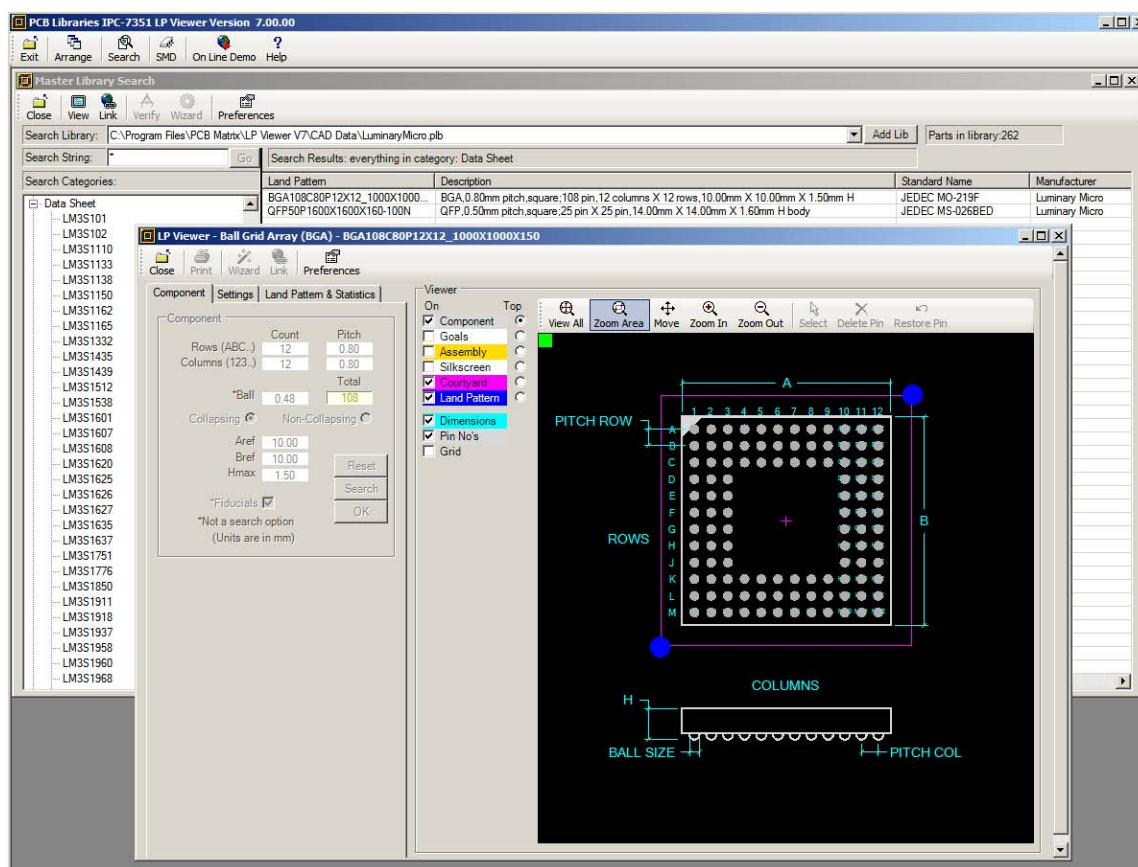 PCB Libraries IPC-7351 LP Viewer Version 7.00.00
Exit Arrange Search SMD On Line Demo Help
Master Library Search
Close View Link Verify Wizard Preferences
Search Library: C:\Program Files\PCB Matrix\LP Viewer V7\CAD Data\LuminaryMicro.plb Add Lib Parts in library:262
Search String: * Go Search Results: everything in category: Data Sheet
Search Categories: Land Pattern Description Standard Name Manufacturer
Data Sheet BGA108C80P12X12_1000X1000... BGA,0.80mm pitch,square;108 pin,12 columns X 12 rows,10.00mm X 10.00mm X 1.50mm H JEDEC MO-219F Luminary Micro
LM3S101 QFP50P1600X1600X160-100N QFP,0.50mm pitch,square;25 pin X 25 pin,14.00mm X 14.00mm X 1.60mm H body JEDEC MS-026BED Luminary Micro
LM3S102
LM3S1110
LM3S1133
LM3S1138
LM3S1150
LM3S1162
LM3S1165
LM3S1332
LM3S1435
LM3S1439
LM3S1512
LM3S1538
LM3S1601
LM3S1607
LM3S1608
LM3S1620
LM3S1625
LM3S1626
LM3S1627
LM3S1635
LM3S1637
LM3S1751
LM3S1776
LM3S1850
LM3S1911
LM3S1918
LM3S1937
LM3S1958
LM3S1960
LM3S1968
LP Viewer - Ball Grid Array (BGA) - BGA108C80P12X12_1000X1000X150
Close Print Wizard Link Preferences
Component Settings Land Pattern & Statistics
Component
Count Pitch
Rows (ABC..) 12 0.80
Columns (123..) 12 0.80
Total
*Ball 0.48 108
Collapsing Non-Collapsing
Aref 10.00
Bref 10.00
Hmax 1.50
Reset
Search
OK
*Fiducials
*Not a search option
(Units are in mm)
Viewer
On Top
Component
Goals
Assembly
Silkscreen
Courtyard
Land Pattern
Dimensions
Pin No's
Grid
View All Zoom Area Move Zoom In Zoom Out Select Delete Pin Restore Pin
A
1 2 3 4 5 6 7 8 9 10 11 12
PITCH ROW
A
B
C
D
E
F
G
H
J
K
L
M
ROWS
B
COLUMNS
H
BALL SIZE
PITCH COL